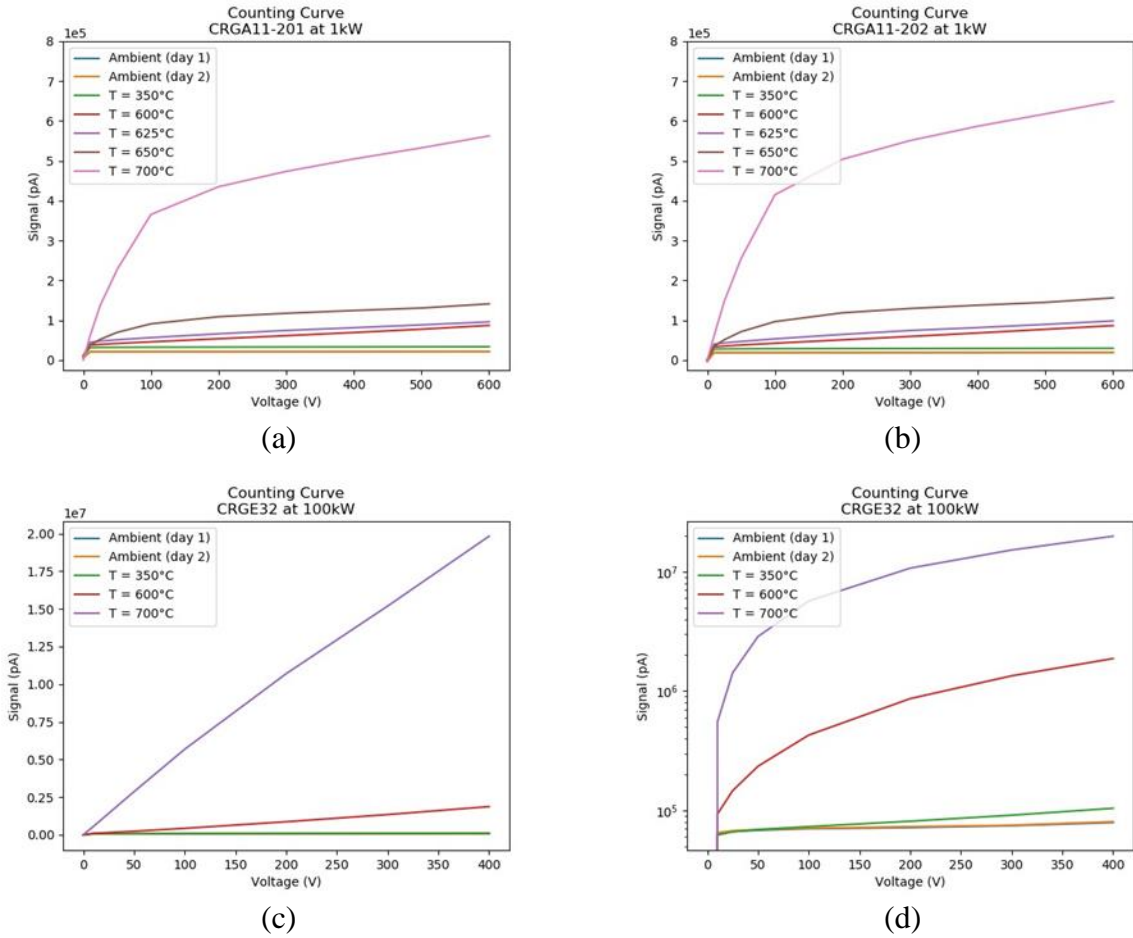 Counting Curve
CRGA11-201 at 1kW
1e5
8
7
6
5
4
3
2
1
0
Signal (pA)
Ambient (day 1)
Ambient (day 2)
T = 350°C
T = 600°C
T = 625°C
T = 650°C
T = 700°C
0 100 200 300 400 500 600
Voltage (V)
(a)
Counting Curve
CRGA11-202 at 1kW
1e5
8
7
6
5
4
3
2
1
0
Signal (pA)
Ambient (day 1)
Ambient (day 2)
T = 350°C
T = 600°C
T = 625°C
T = 650°C
T = 700°C
0 100 200 300 400 500 600
Voltage (V)
(b)
Counting Curve
CRGE32 at 100kW
1e7
2.00
1.75
1.50
1.25
1.00
0.75
0.50
0.25
0.00
Signal (pA)
Ambient (day 1)
Ambient (day 2)
T = 350°C
T = 600°C
T = 700°C
0 50 100 150 200 250 300 350 400
Voltage (V)
(c)
Counting Curve
CRGE32 at 100kW
10⁷
10⁶
10⁵
Signal (pA)
Ambient (day 1)
Ambient (day 2)
T = 350°C
T = 600°C
T = 700°C
0 50 100 150 200 250 300 350 400
Voltage (V)
(d)